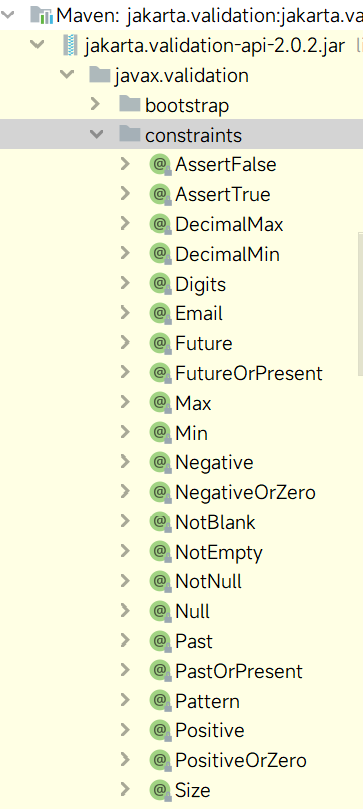 Maven: jakarta.validation:jakarta.va
jakarta.validation-api-2.0.2.jar li
javax.validation
bootstrap
constraints
@ AssertFalse
@ AssertTrue
@ DecimalMax
@ DecimalMin
@ Digits
@ Email
@ Future
@ FutureOrPresent
@ Max
@ Min
@ Negative
@ NegativeOrZero
@ NotBlank
@ NotEmpty
@ NotNull
@ Null
@ Past
@ PastOrPresent
@ Pattern
@ Positive
@ PositiveOrZero
@ Size